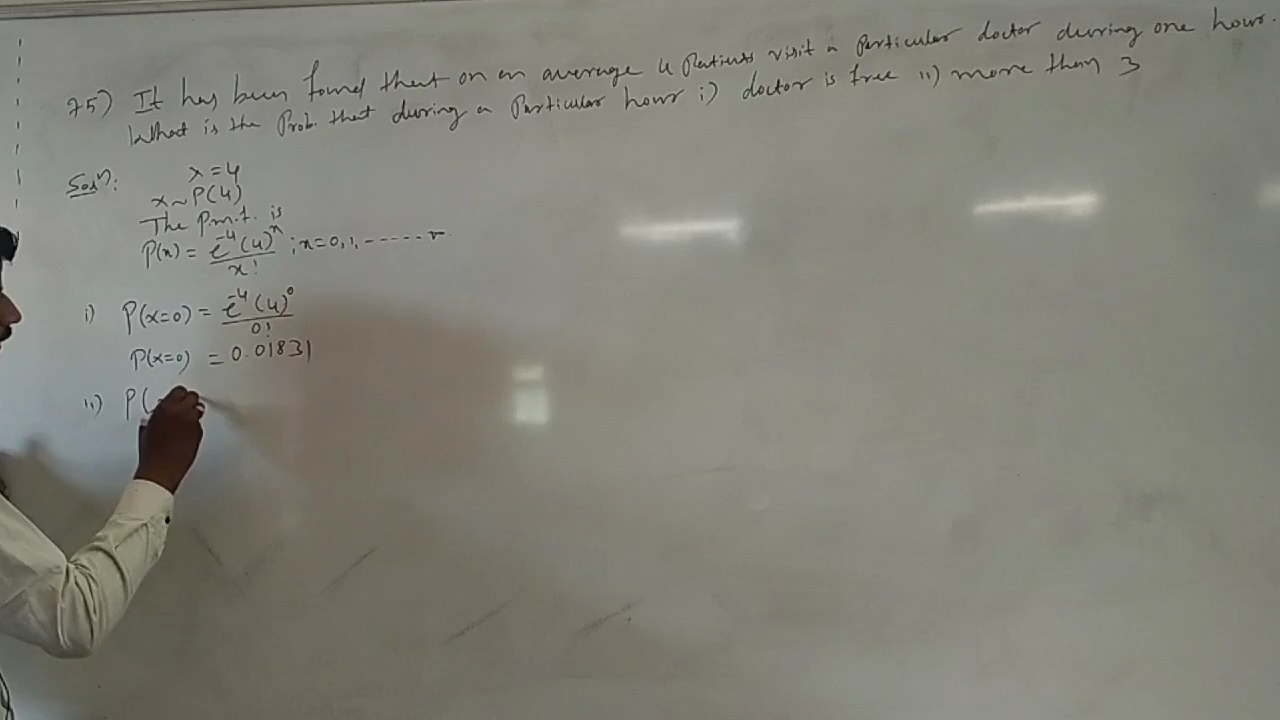 75) It has been found that on an average 4 Patients visit a Particular doctor during one hour.
What is the Prob. that during a Particular hour i) doctor is free ii) more than 3
Solⁿ: λ=4
x~P(4)
The P.m.f. is
P(x) = e⁻⁴(4)ˣ/x! ; x=0,1,------r
i) P(x=0) = e⁻⁴(4)⁰/0!
P(x=0) = 0.01831
ii) P(